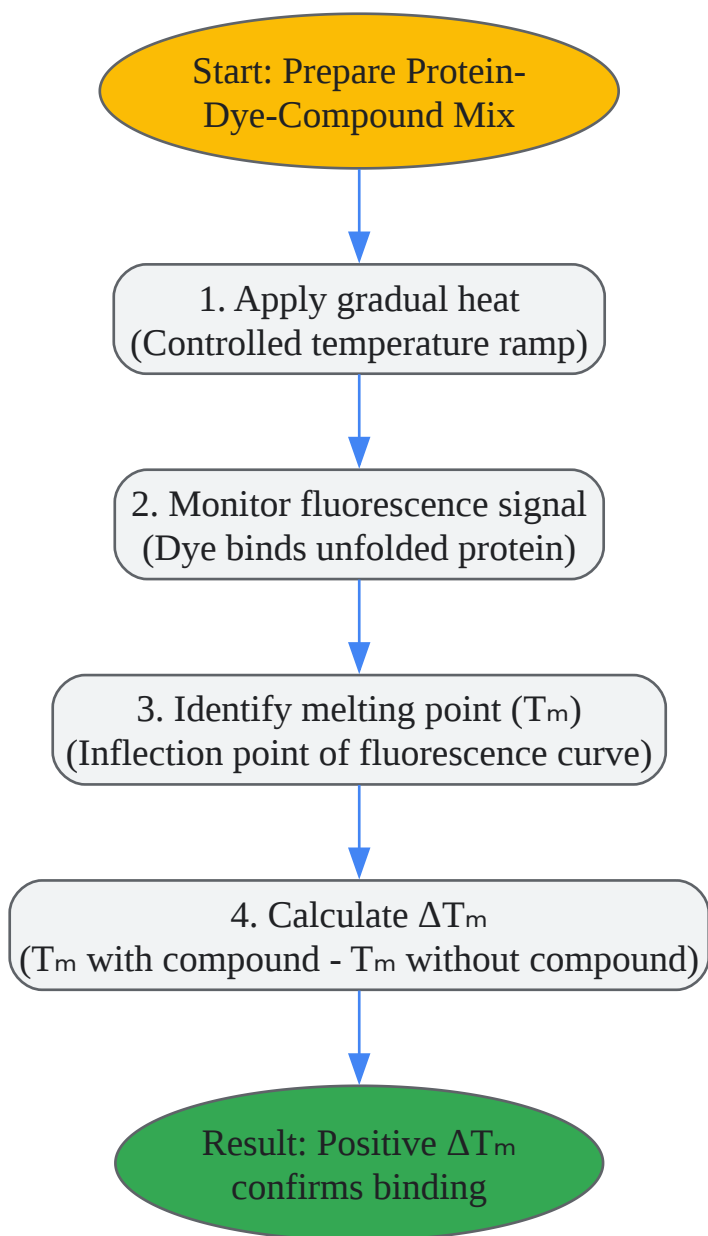 Start: Prepare Protein-
Dye-Compound Mix
1. Apply gradual heat
(Controlled temperature ramp)
2. Monitor fluorescence signal
(Dye binds unfolded protein)
3. Identify melting point (Tₘ)
(Inflection point of fluorescence curve)
4. Calculate ΔTₘ
(Tₘ with compound - Tₘ without compound)
Result: Positive ΔTₘ
confirms binding